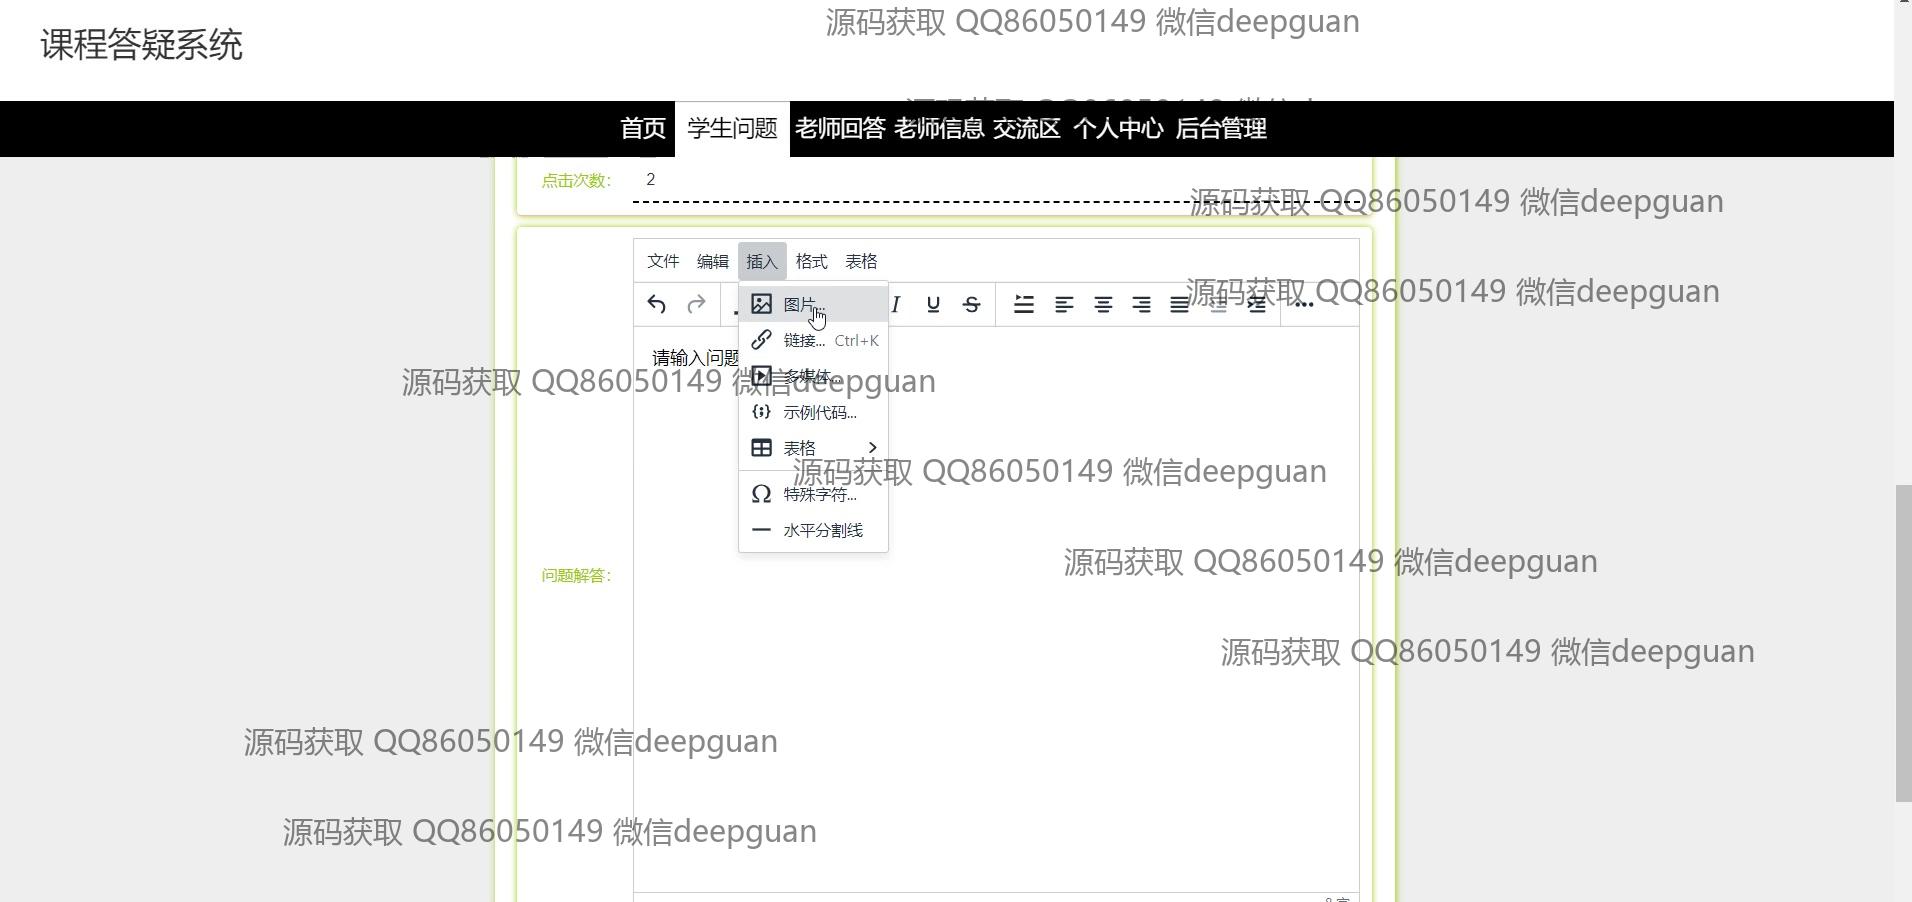 源码获取 QQ86050149 微信deepguan
课程答疑系统
首页 学生问题 老师回答 老师信息 交流区 个人中心 后台管理
点击次数： 2
源码获取 QQ86050149 微信deepguan
文件 编辑 插入 格式 表格
源码获取 QQ86050149 微信deepguan
图片...
链接... Ctrl+K
请输入问题
源码获取 QQ86050149 微信deepguan
多媒体...
示例代码...
表格
源码获取 QQ86050149 微信deepguan
特殊字符...
水平分割线
源码获取 QQ86050149 微信deepguan
问题解答：
源码获取 QQ86050149 微信deepguan
源码获取 QQ86050149 微信deepguan
源码获取 QQ86050149 微信deepguan